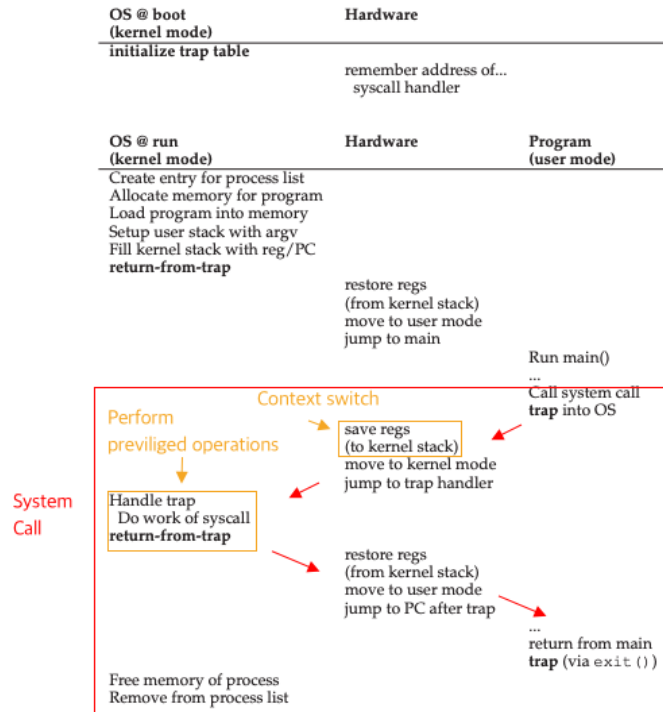 OS @ boot Hardware
(kernel mode)
initialize trap table
remember address of...
syscall handler
OS @ run Hardware Program
(kernel mode) (user mode)
Create entry for process list
Allocate memory for program
Load program into memory
Setup user stack with argv
Fill kernel stack with reg/PC
return-from-trap
restore regs
(from kernel stack)
move to user mode
jump to main
Run main()
...
Call system call
trap into OS
Context switch
Perform
previliged operations
save regs
(to kernel stack)
move to kernel mode
jump to trap handler
System
Call
Handle trap
Do work of syscall
return-from-trap
restore regs
(from kernel stack)
move to user mode
jump to PC after trap
...
return from main
trap (via exit())
Free memory of process
Remove from process list